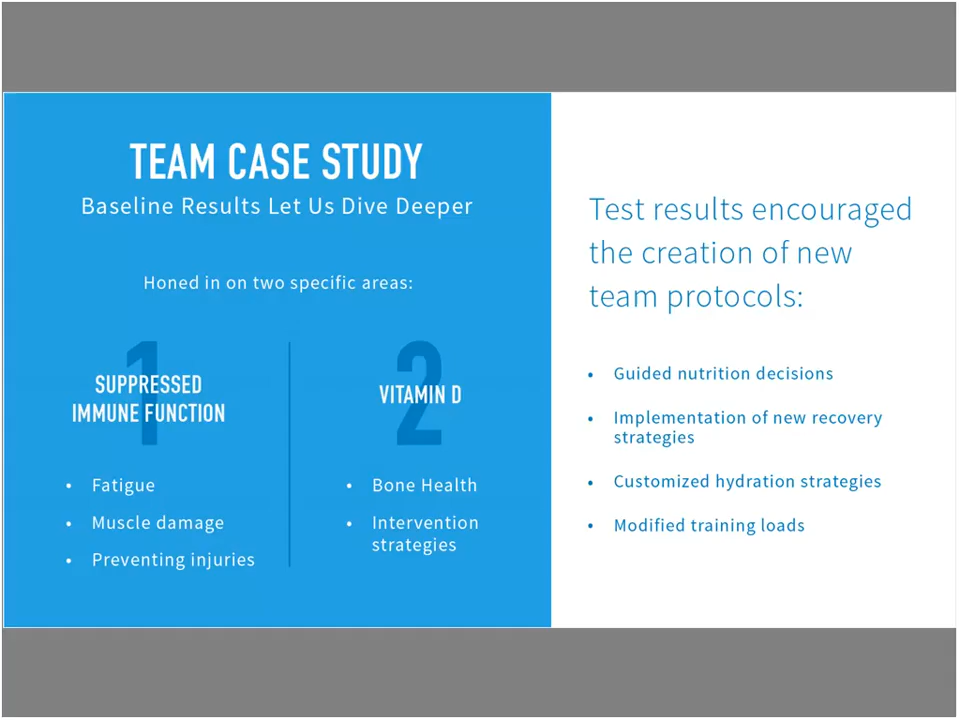 TEAM CASE STUDY
Baseline Results Let Us Dive Deeper
Honed in on two specific areas:
1
SUPPRESSED
IMMUNE FUNCTION
• Fatigue
• Muscle damage
• Preventing injuries
2
VITAMIN D
• Bone Health
• Intervention
strategies
Test results encouraged
the creation of new
team protocols:
• Guided nutrition decisions
• Implementation of new recovery
strategies
• Customized hydration strategies
• Modified training loads